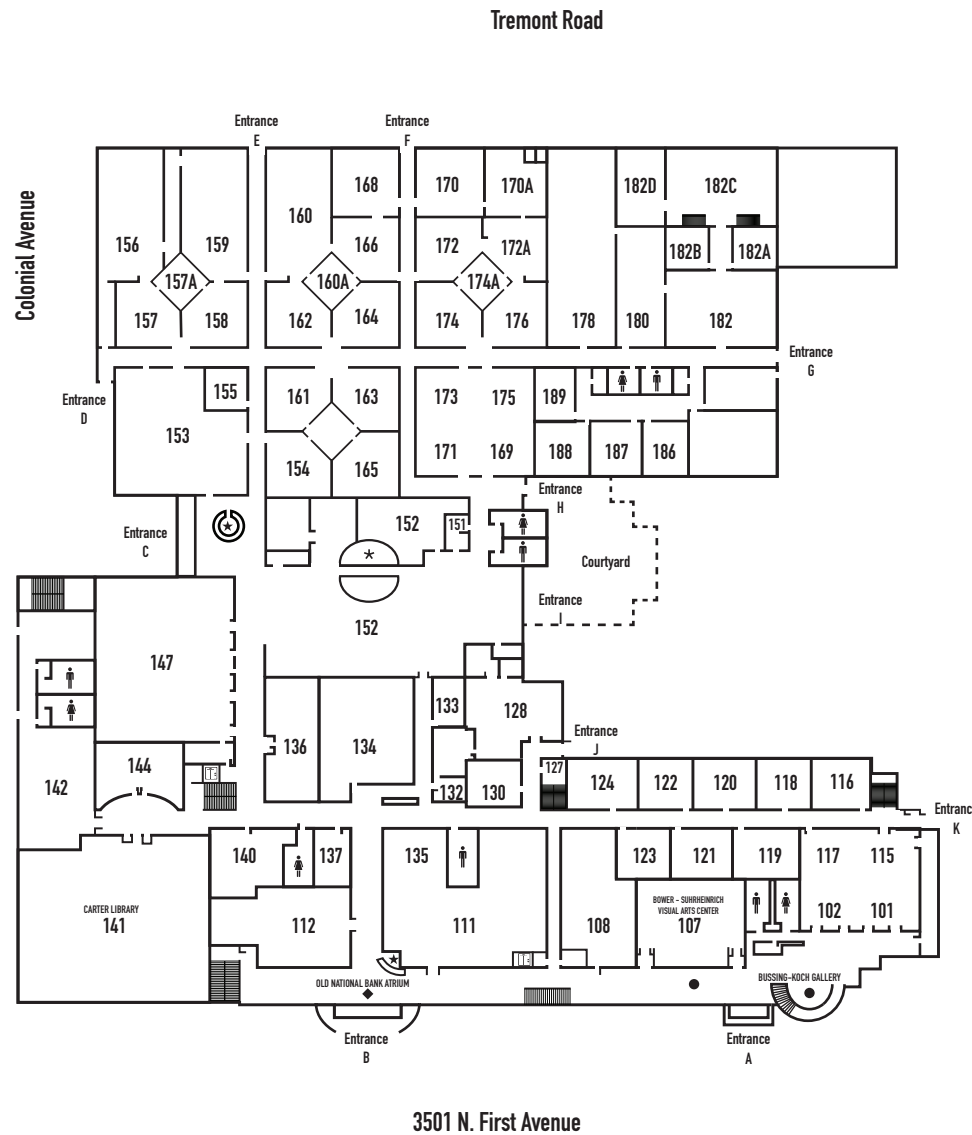 Tremont Road
Entrance
E
Entrance
F
Colonial Avenue
168
170
170A
182D
182C
160
156
159
166
172
172A
182B
182A
157A
160A
174A
157
158
162
164
174
176
178
180
182
Entrance
G
155
161
163
173
175
189
Entrance
D
153
171
169
188
187
186
154
165
Entrance
H
152
151
Entrance
C
*
Courtyard
Entrance
I
152
147
133
128
136
134
Entrance
J
144
142
132
130
127
124
122
120
118
116
Entranc
K
140
137
135
123
121
119
117
115
CARTER LIBRARY
141
112
111
108
BOWER - SUHRHEINRICH
VISUAL ARTS CENTER
107
102
101
OLD NATIONAL BANK ATRIUM
BUSSING-KOCH GALLERY
Entrance
B
Entrance
A
3501 N. First Avenue